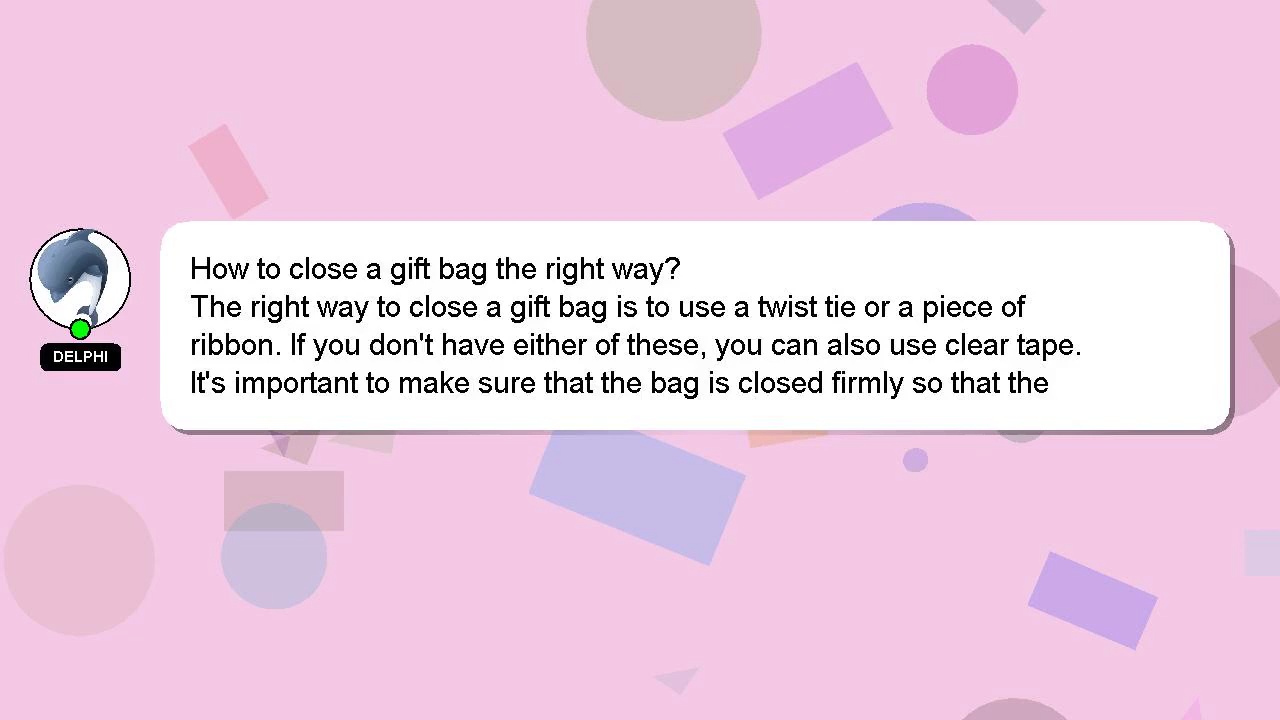 How to close a gift bag the right way?
The right way to close a gift bag is to use a twist tie or a piece of
ribbon. If you don't have either of these, you can also use clear tape.
It's important to make sure that the bag is closed firmly so that the
DELPHI